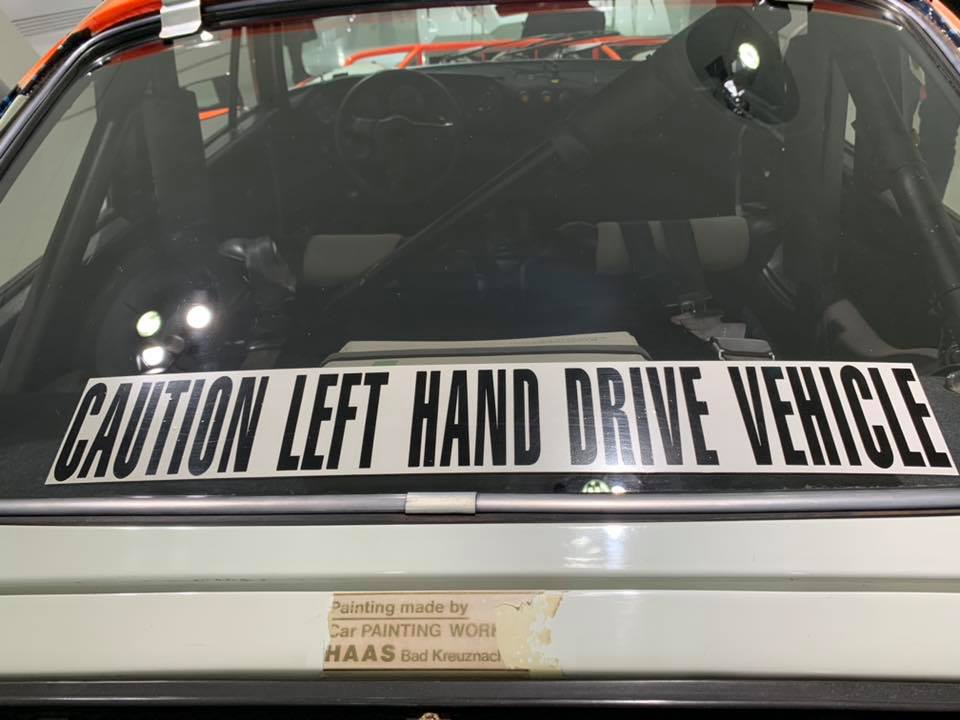 CAUTION LEFT HAND DRIVE VEHICLE
Painting made by
Car PAINTING WORK
HAAS Bad Kreuznach